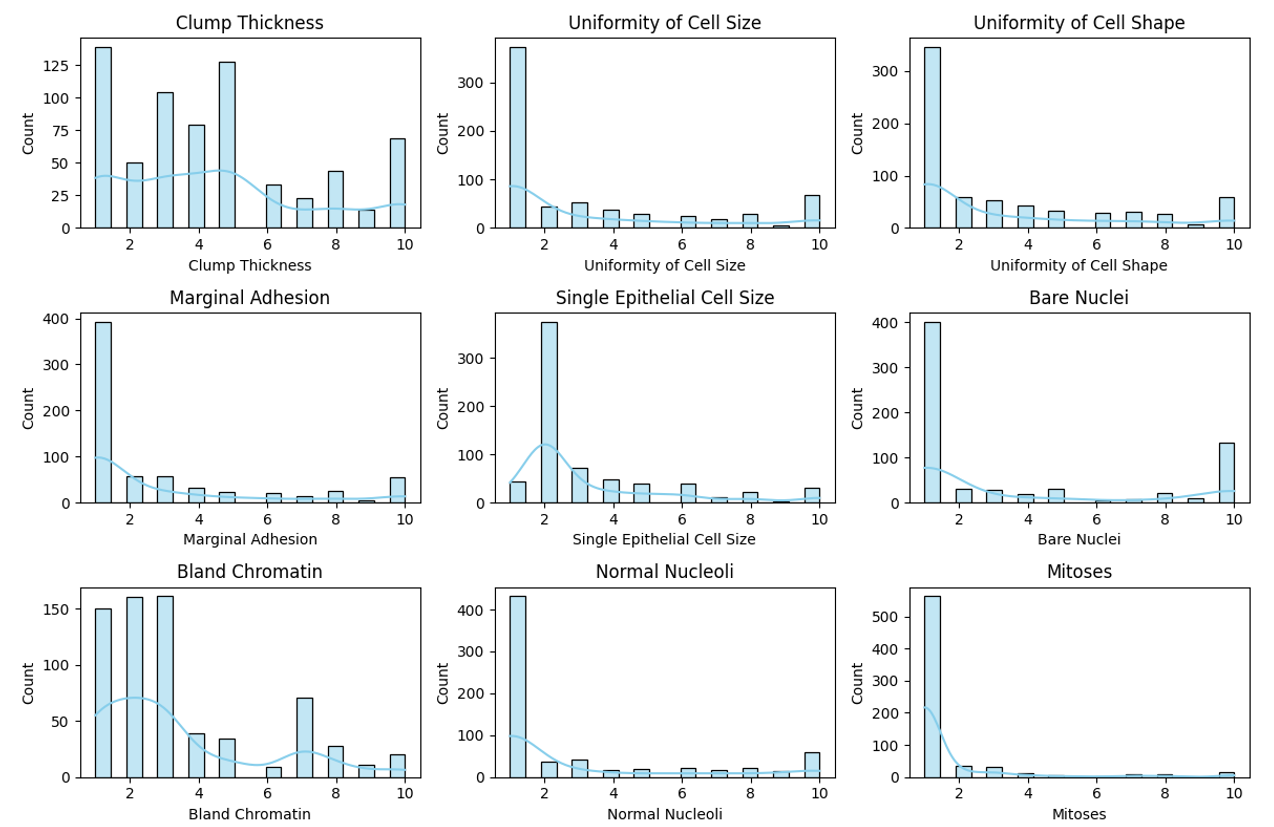 Clump Thickness
Uniformity of Cell Size
Uniformity of Cell Shape
125
100
75
50
25
0
Count
2 4 6 8 10
Clump Thickness
300
200
100
0
Count
2 4 6 8 10
Uniformity of Cell Size
300
200
100
0
Count
2 4 6 8 10
Uniformity of Cell Shape
Marginal Adhesion
Single Epithelial Cell Size
Bare Nuclei
400
300
200
100
0
Count
2 4 6 8 10
Marginal Adhesion
300
200
100
0
Count
2 4 6 8 10
Single Epithelial Cell Size
400
300
200
100
0
Count
2 4 6 8 10
Bare Nuclei
Bland Chromatin
Normal Nucleoli
Mitoses
150
100
50
0
Count
2 4 6 8 10
Bland Chromatin
400
300
200
100
0
Count
2 4 6 8 10
Normal Nucleoli
500
400
300
200
100
0
Count
2 4 6 8 10
Mitoses